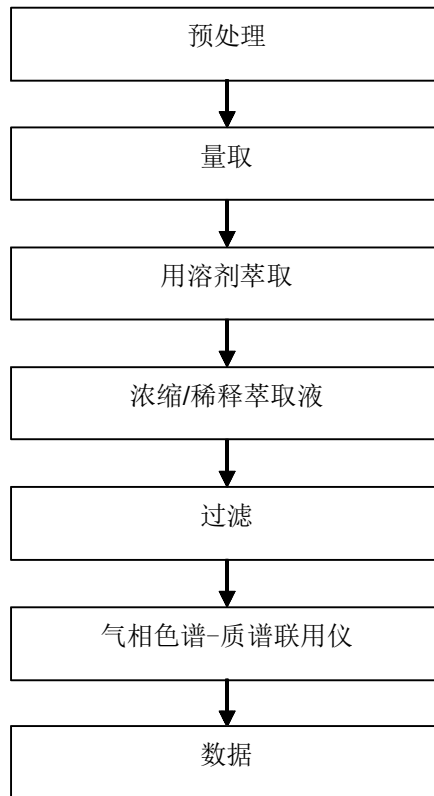 预处理
量取
用溶剂萃取
浓缩/稀释萃取液
过滤
气相色谱-质谱联用仪
数据